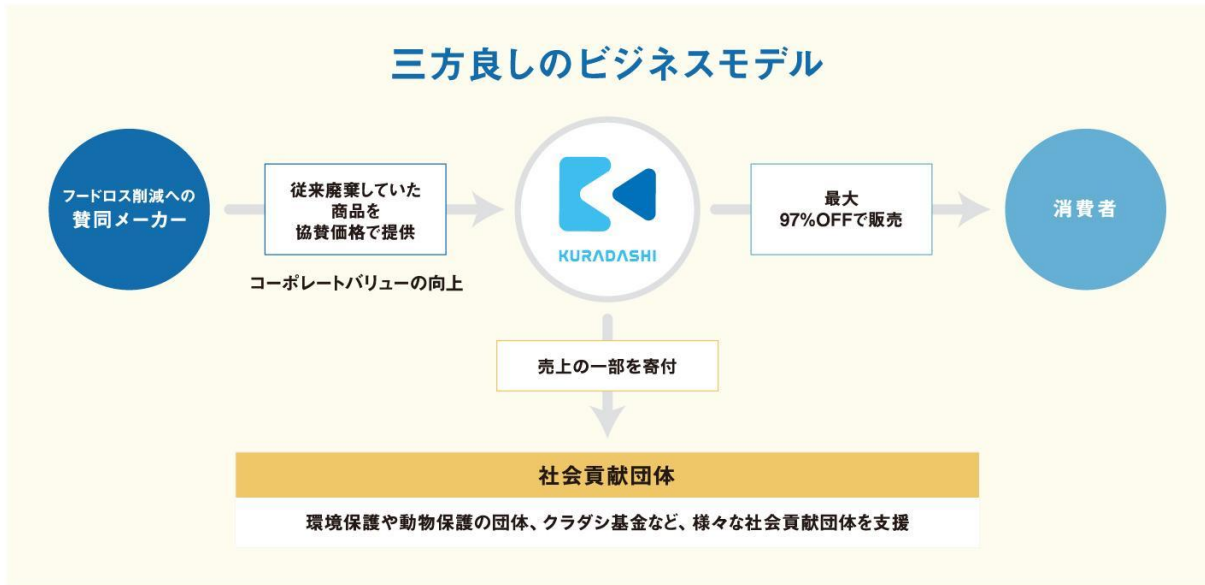 三方良しのビジネスモデル
フードロス削減への
賛同メーカー
従来廃棄していた
商品を
協賛価格で提供
コーポレートバリューの向上
KURADASHI
最大
97%OFFで販売
消費者
売上の一部を寄付
社会貢献団体
環境保護や動物保護の団体、クラダシ基金など、様々な社会貢献団体を支援